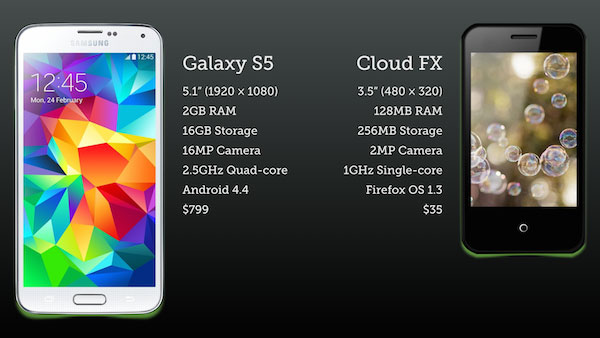 SAMSUNG
12:45
12:45
Mon, 24 February
Galaxy S5
5.1” (1920 × 1080)
2GB RAM
16GB Storage
16MP Camera
2.5GHz Quad-core
Android 4.4
$799
Cloud FX
3.5” (480 × 320)
128MB RAM
256MB Storage
2MP Camera
1GHz Single-core
Firefox OS 1.3
$35